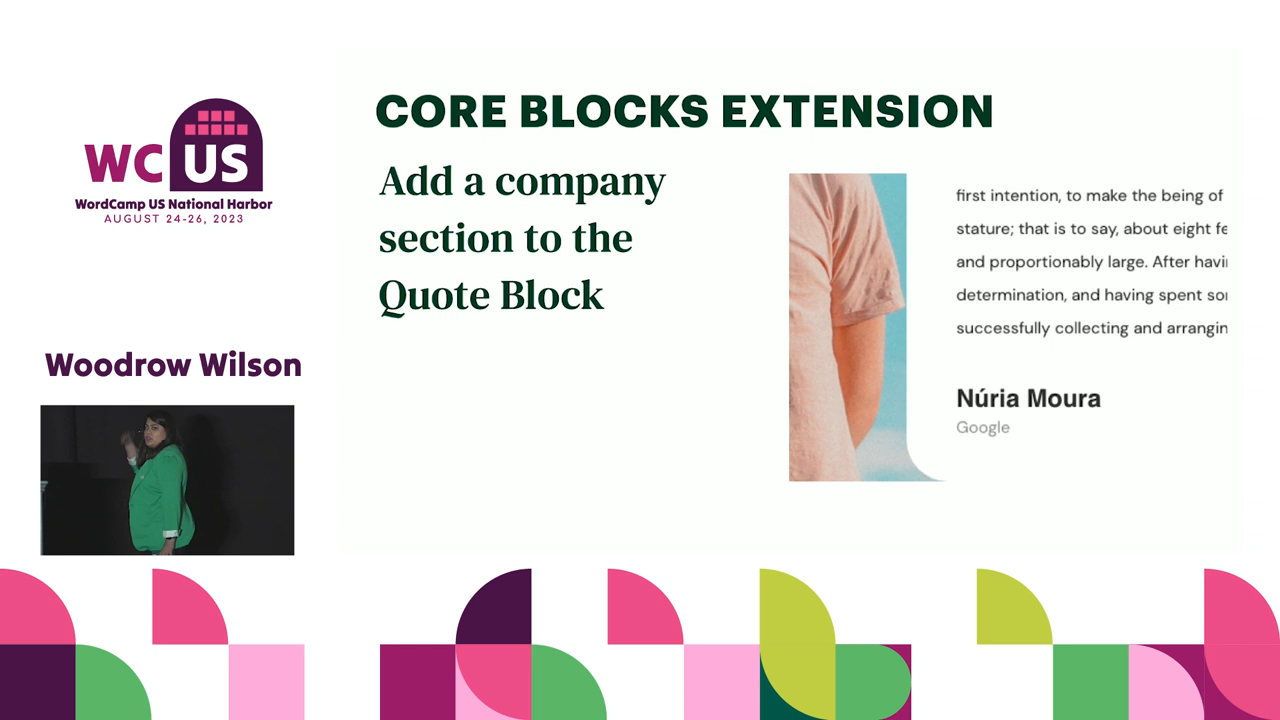 WC US
WordCamp US National Harbor
AUGUST 24-26, 2023
Woodrow Wilson
CORE BLOCKS EXTENSION
Add a company
section to the
Quote Block
first intention, to make the being of
stature; that is to say, about eight fe
and proportionably large. After havi
determination, and having spent so
successfully collecting and arrangin
Núria Moura
Google